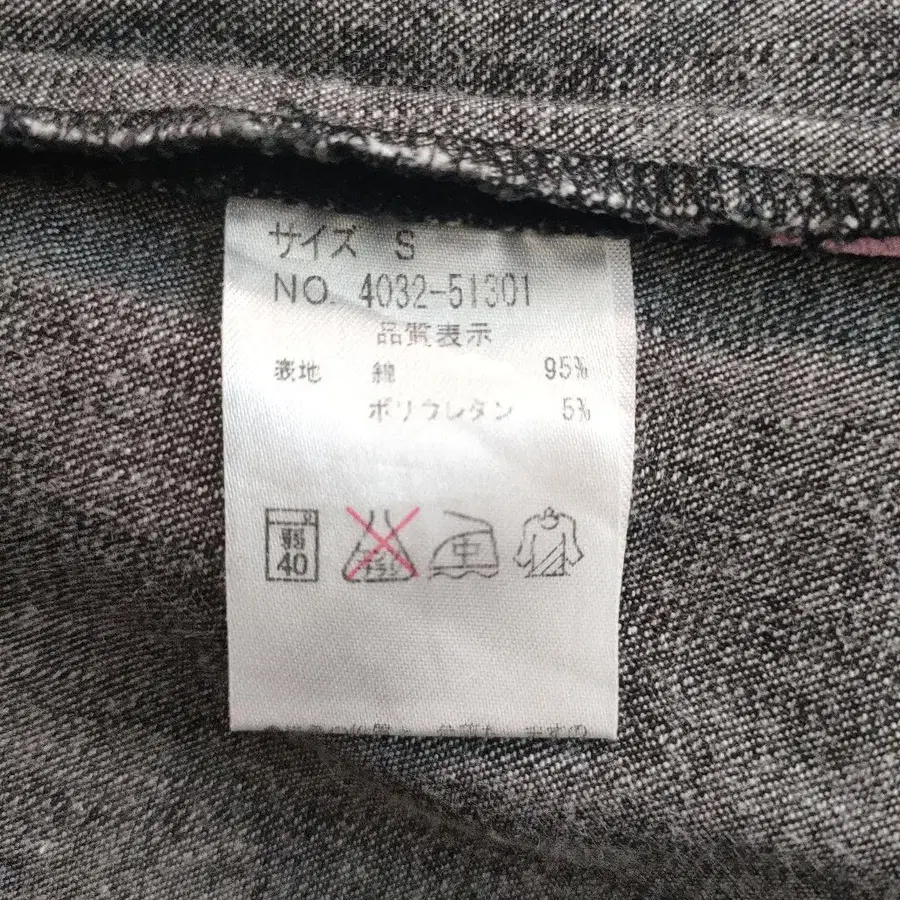 サイズ S
NO. 4032-51301
品質表示
表地 綿 95%
ポリウレタン 5%
弱
40
中